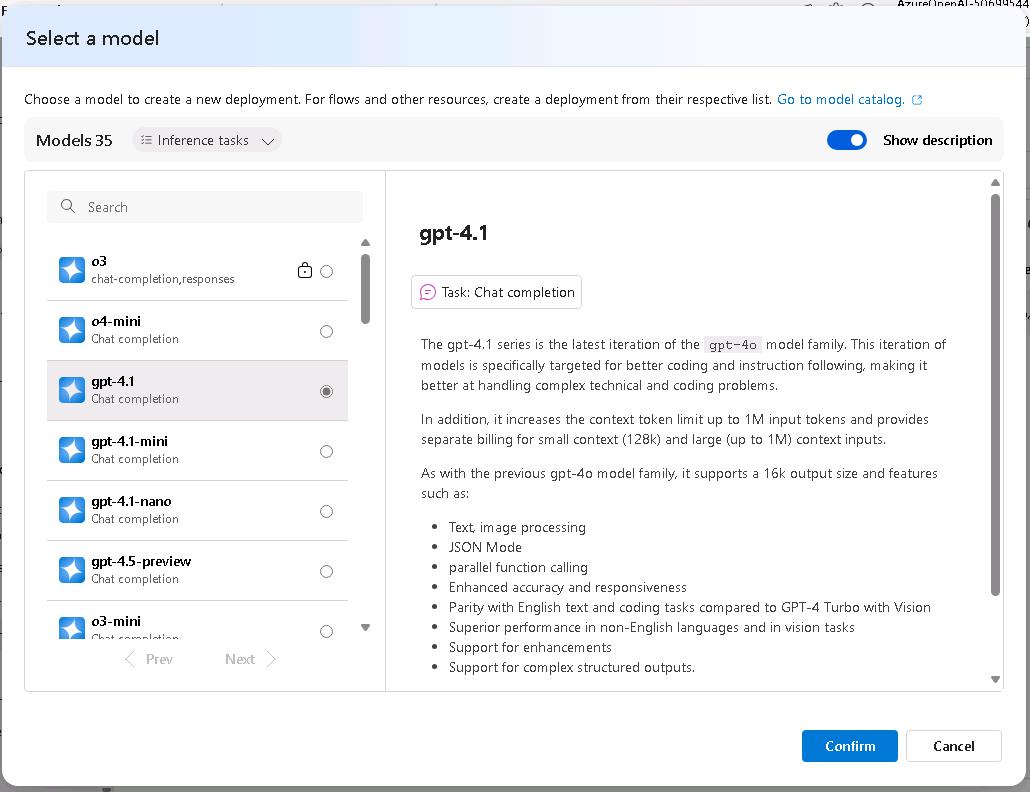 AzureOpenAI-50699544
Select a model
Choose a model to create a new deployment. For flows and other resources, create a deployment from their respective list. Go to model catalog.
Models 35
Inference tasks
Show description
Search
o3
chat-completion,responses
o4-mini
Chat completion
gpt-4.1
Chat completion
gpt-4.1-mini
Chat completion
gpt-4.1-nano
Chat completion
gpt-4.5-preview
Chat completion
o3-mini
Chat completion
Prev
Next
gpt-4.1
Task: Chat completion
The gpt-4.1 series is the latest iteration of the gpt-4o model family. This iteration of
models is specifically targeted for better coding and instruction following, making it
better at handling complex technical and coding problems.
In addition, it increases the context token limit up to 1M input tokens and provides
separate billing for small context (128k) and large (up to 1M) context inputs.
As with the previous gpt-4o model family, it supports a 16k output size and features
such as:
• Text, image processing
• JSON Mode
• parallel function calling
• Enhanced accuracy and responsiveness
• Parity with English text and coding tasks compared to GPT-4 Turbo with Vision
• Superior performance in non-English languages and in vision tasks
• Support for enhancements
• Support for complex structured outputs.
Confirm
Cancel